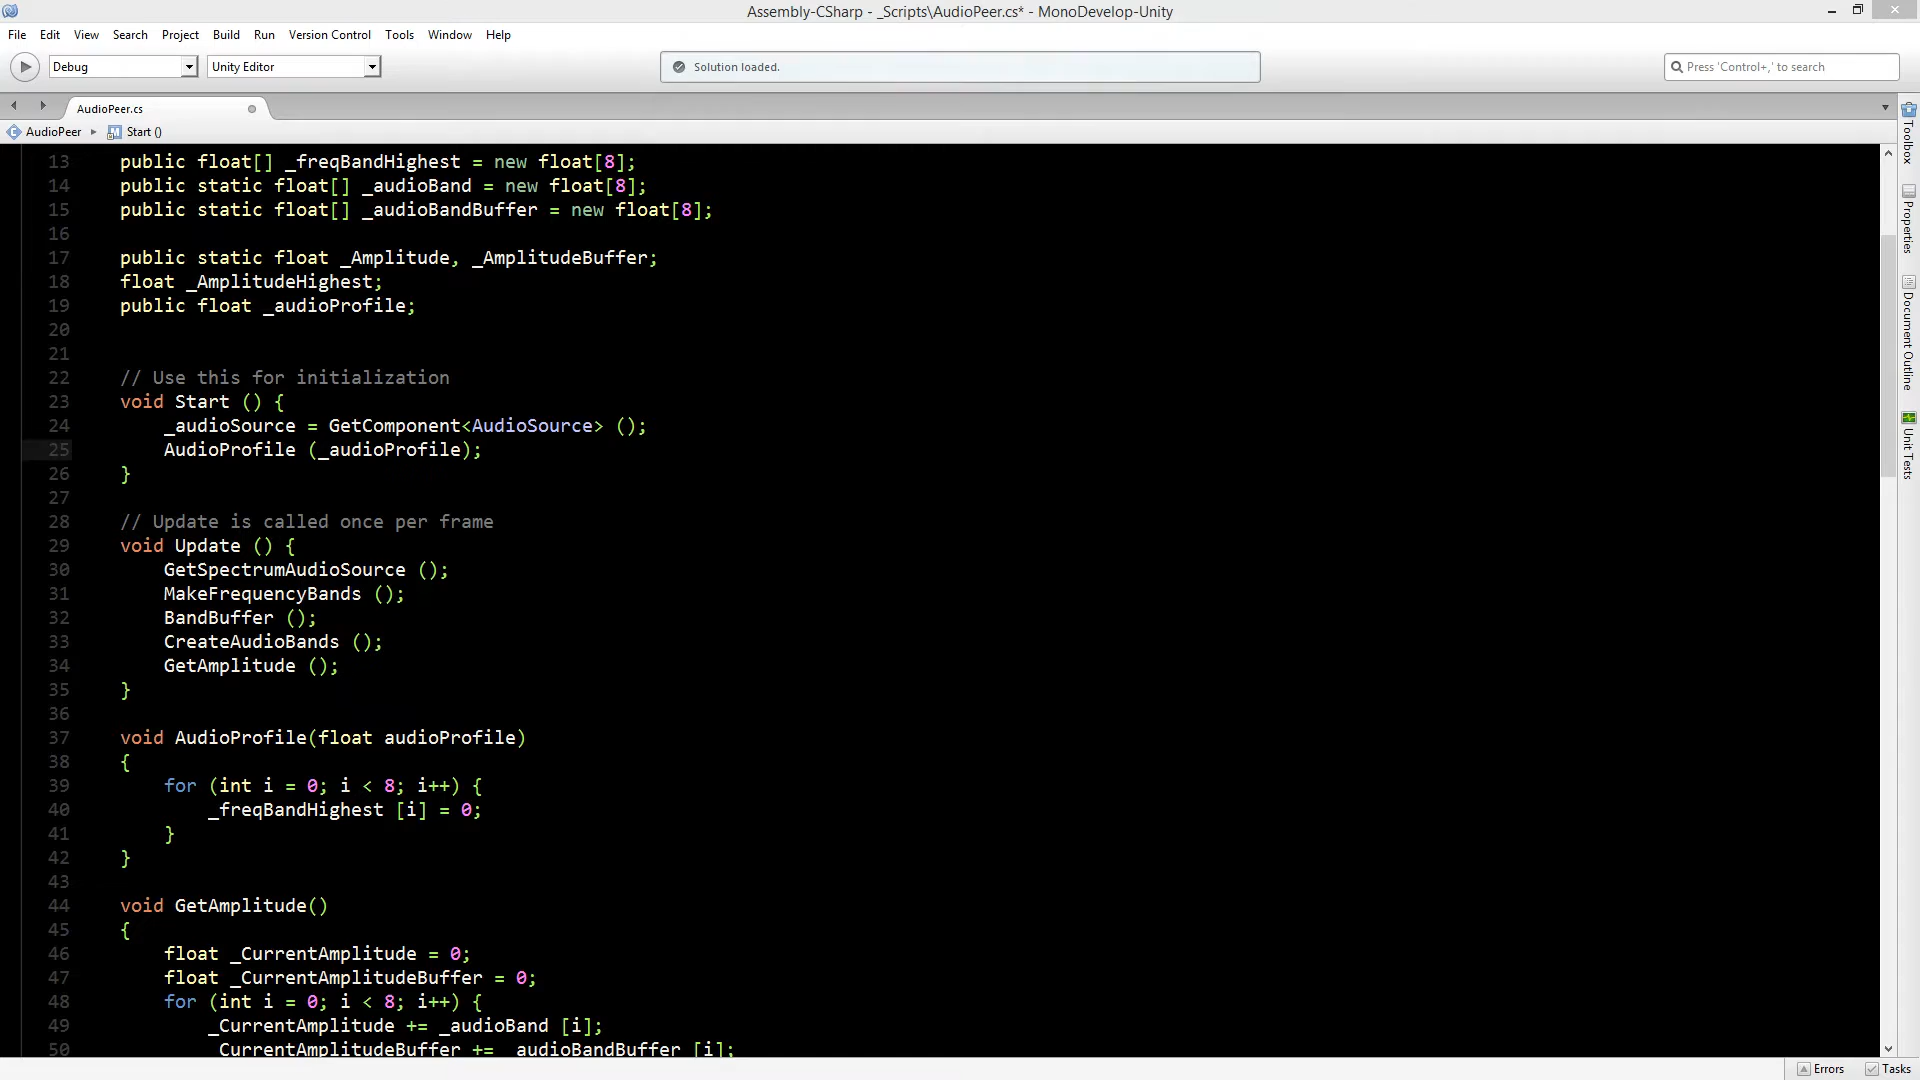 Assembly-CSharp - _Scripts\AudioPeer.cs* - MonoDevelop-Unity
File Edit View Search Project Build Run Version Control Tools Window Help
Debug Unity Editor Solution loaded. Press 'Control+,' to search
AudioPeer.cs
AudioPeer Start ()
13 public float[] _freqBandHighest = new float[8];
14 public static float[] _audioBand = new float[8];
15 public static float[] _audioBandBuffer = new float[8];
16
17 public static float _Amplitude, _AmplitudeBuffer;
18 float _AmplitudeHighest;
19 public float _audioProfile;
20
21
22 // Use this for initialization
23 void Start () {
24 _audioSource = GetComponent<AudioSource> ();
25 AudioProfile (_audioProfile);
26 }
27
28 // Update is called once per frame
29 void Update () {
30 GetSpectrumAudioSource ();
31 MakeFrequencyBands ();
32 BandBuffer ();
33 CreateAudioBands ();
34 GetAmplitude ();
35 }
36
37 void AudioProfile(float audioProfile)
38 {
39 for (int i = 0; i < 8; i++) {
40 _freqBandHighest [i] = 0;
41 }
42 }
43
44 void GetAmplitude()
45 {
46 float _CurrentAmplitude = 0;
47 float _CurrentAmplitudeBuffer = 0;
48 for (int i = 0; i < 8; i++) {
49 _CurrentAmplitude += _audioBand [i];
50 _CurrentAmplitudeBuffer += _audioBandBuffer [i];
Toolbox
Properties
Document Outline
Unit Tests
Errors Tasks